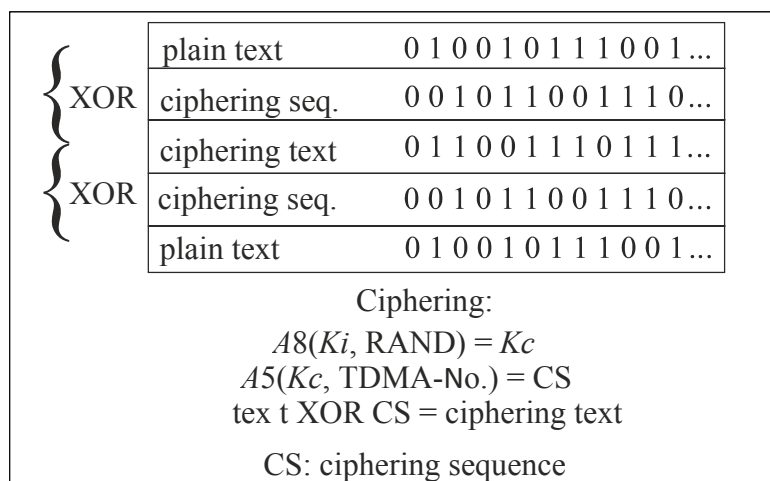 plain text 0 1 0 0 1 0 1 1 1 0 0 1 ...
XOR ciphering seq. 0 0 1 0 1 1 0 0 1 1 1 0...
ciphering text 0 1 1 0 0 1 1 1 0 1 1 1...
XOR ciphering seq. 0 0 1 0 1 1 0 0 1 1 1 0...
plain text 0 1 0 0 1 0 1 1 1 0 0 1 ...
Ciphering:
A8(Ki, RAND) = Kc
A5(Kc, TDMA-No.) = CS
tex t XOR CS = ciphering text
CS: ciphering sequence